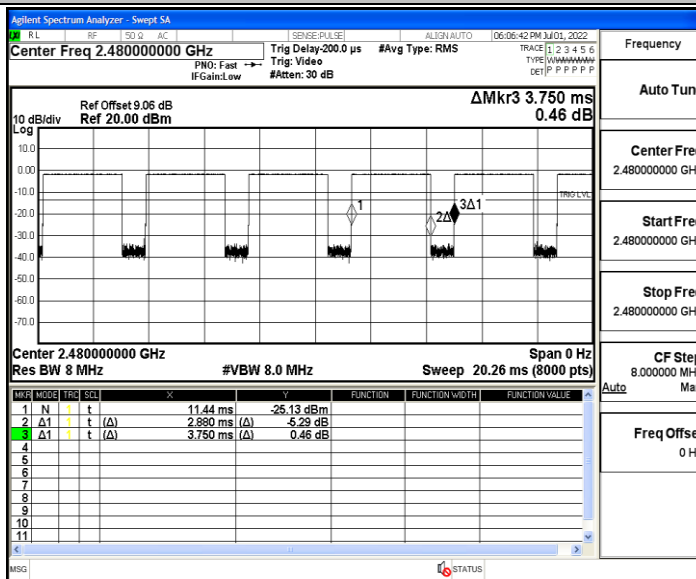 Agilent Spectrum Analyzer - Swept SA
LXI RL RF 50 Ω AC SENSE:PULSE ALIGN AUTO 06:06:42 PM Jul 01, 2022
Center Freq 2.480000000 GHz
PNO: Fast
IFGain:Low
Trig Delay-200.0 µs
Trig: Video
#Atten: 30 dB
#Avg Type: RMS
TRACE 1 2 3 4 5 6
TYPE WWWWWW
DET P P P P P P
ΔMkr3 3.750 ms
0.46 dB
Ref Offset 9.06 dB
10 dB/div Ref 20.00 dBm
Log
10.0
0.00
-10.0
-20.0
-30.0
-40.0
-50.0
-60.0
-70.0
TRIG LVL
1
2Δ
3Δ1
Center 2.480000000 GHz Span 0 Hz
Res BW 8 MHz #VBW 8.0 MHz Sweep 20.26 ms (8000 pts)
MKR MODE TRC SCL X Y FUNCTION FUNCTION WIDTH FUNCTION VALUE
1 N 1 t 11.44 ms -25.13 dBm
2 Δ1 1 t (Δ) 2.880 ms (Δ) -5.29 dB
3 Δ1 1 t (Δ) 3.750 ms (Δ) 0.46 dB
4
5
6
7
8
9
10
11
MSG STATUS
Frequency
Auto Tun
Center Fre
2.480000000 GH
Start Fre
2.480000000 GH
Stop Fre
2.480000000 GH
CF Step
8.000000 MH
Auto Ma
Freq Offse
0 H